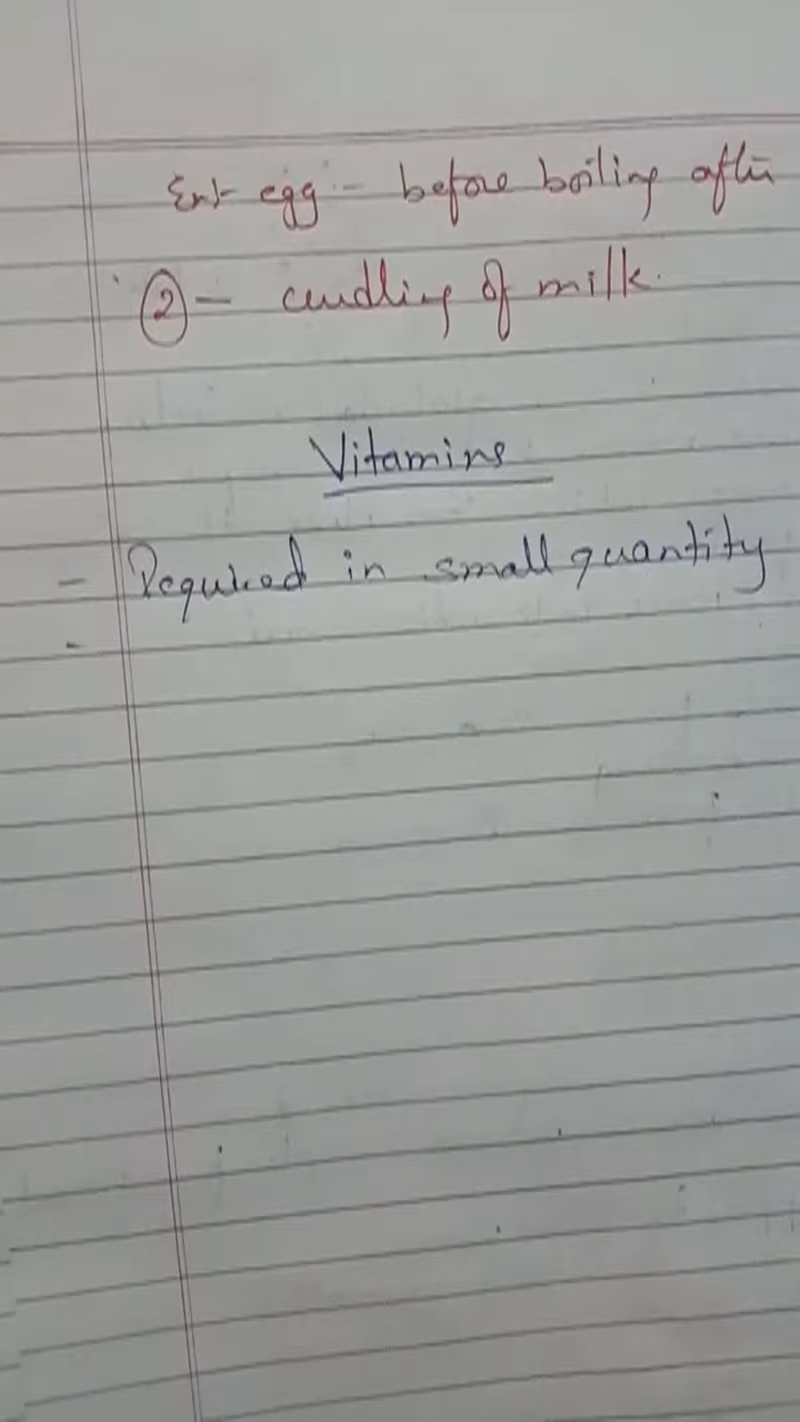 Ex:- egg - before boiling after
② - curdling of milk.
Vitamins
- Required in small quantity
-